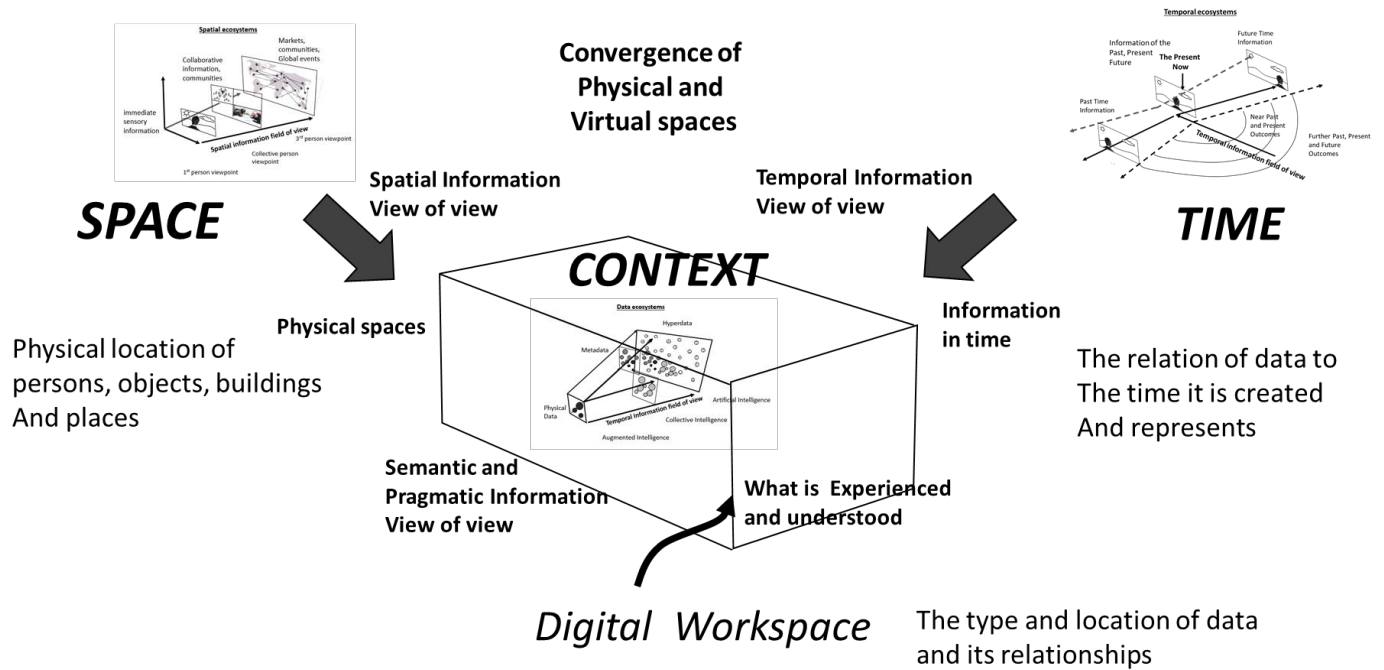 Spatial ecosystems
Markets,
communities,
Global events
Collaborative
information,
communities
Immediate
sensory
information
Spatial information field of view
3rd person viewpoint
Collective person
viewpoint
1st person viewpoint
SPACE
Spatial Information
View of view
Convergence of
Physical and
Virtual spaces
Temporal ecosystems
Information of the
Past, Present
Future
The Present
Now
Future Time
Information
Past Time
Information
Near Past
and Present
Outcomes
Temporal information field of view
Further Past, Present
and Future
Outcomes
Temporal Information
View of view
TIME
CONTEXT
Physical spaces
Physical location of
persons, objects, buildings
And places
Data ecosystems
Hyperdata
Metadata
Physical
Data
Temporal information field of view
Artificial Intelligence
Collective Intelligence
Augmented Intelligence
Information
in time
The relation of data to
The time it is created
And represents
Semantic and
Pragmatic Information
View of view
What is Experienced
and understood
Digital Workspace
The type and location of data
and its relationships